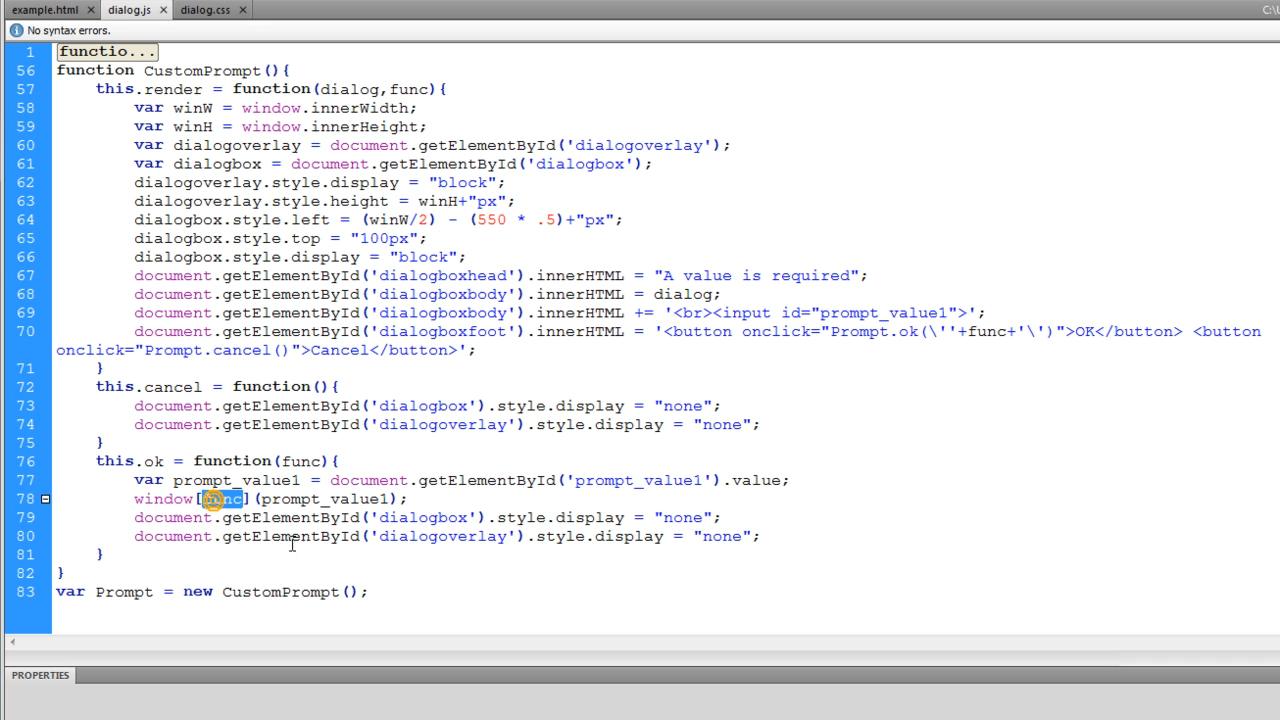 example.html × dialog.js × dialog.css × C:\U
No syntax errors.
1 functio...
56 function CustomPrompt(){
57 this.render = function(dialog,func){
58 var winW = window.innerWidth;
59 var winH = window.innerHeight;
60 var dialogoverlay = document.getElementById('dialogoverlay');
61 var dialogbox = document.getElementById('dialogbox');
62 dialogoverlay.style.display = "block";
63 dialogoverlay.style.height = winH+"px";
64 dialogbox.style.left = (winW/2) - (550 * .5)+"px";
65 dialogbox.style.top = "100px";
66 dialogbox.style.display = "block";
67 document.getElementById('dialogboxhead').innerHTML = "A value is required";
68 document.getElementById('dialogboxbody').innerHTML = dialog;
69 document.getElementById('dialogboxbody').innerHTML += '<br><input id="prompt_value1">';
70 document.getElementById('dialogboxfoot').innerHTML = '<button onclick="Prompt.ok(\''+func+'\')">OK</button> <button
onclick="Prompt.cancel()">Cancel</button>';
71 }
72 this.cancel = function(){
73 document.getElementById('dialogbox').style.display = "none";
74 document.getElementById('dialogoverlay').style.display = "none";
75 }
76 this.ok = function(func){
77 var prompt_value1 = document.getElementById('prompt_value1').value;
78 window[func](prompt_value1);
79 document.getElementById('dialogbox').style.display = "none";
80 document.getElementById('dialogoverlay').style.display = "none";
81 }
82 }
83 var Prompt = new CustomPrompt();
PROPERTIES